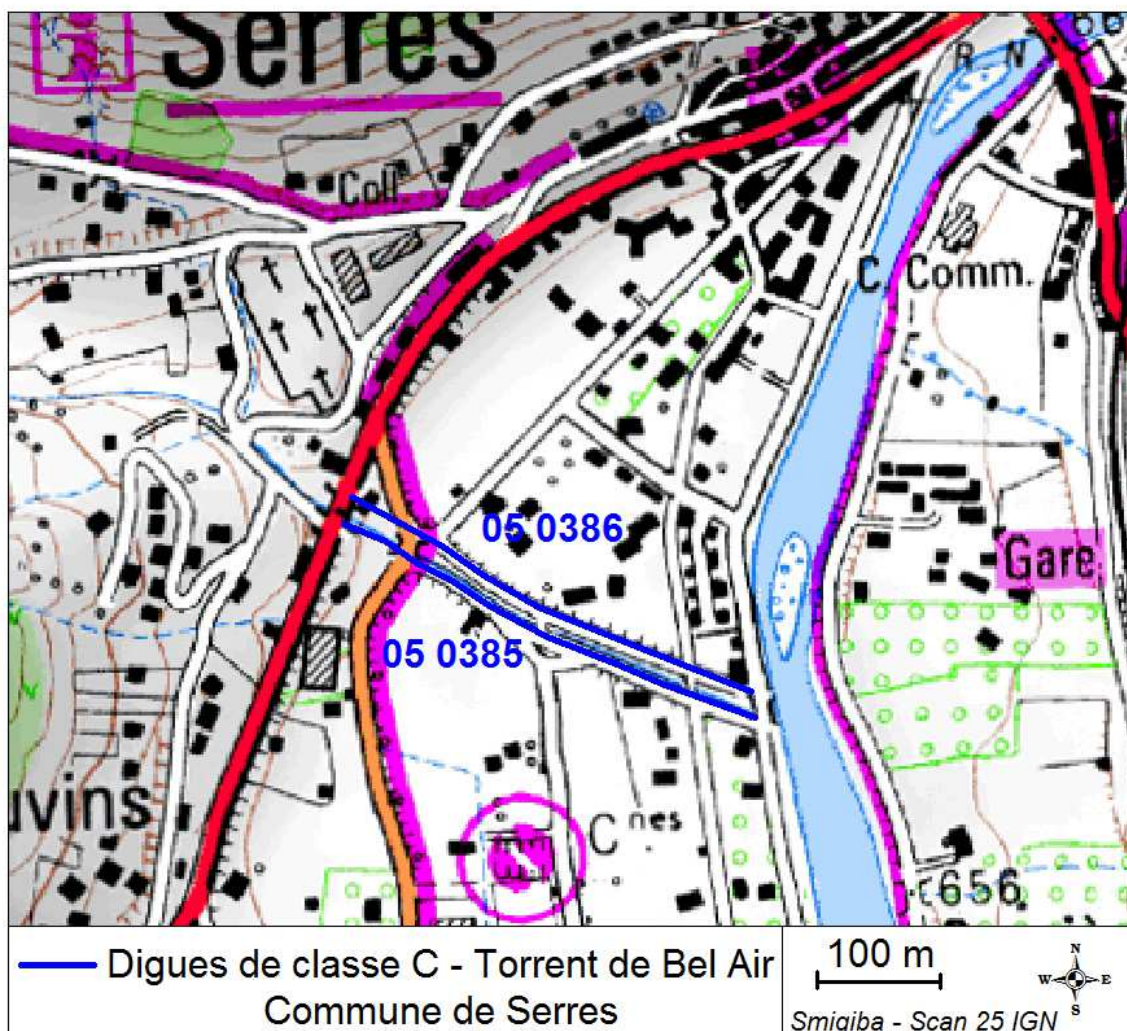 Serres
R N
Coll.
C. Comm.
05 0386
Gare
05 0385
uvins
C nes
656
Digues de classe C - Torrent de Bel Air
Commune de Serres
100 m
N
W E
S
Smigiba - Scan 25 IGN